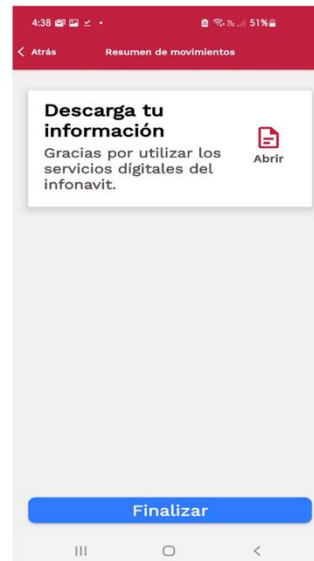 4:38
51%
Atrás
Resumen de movimientos
Descarga tu
información
Gracias por utilizar los
servicios dígitales del
infonavit.
Abrir
Finalizar